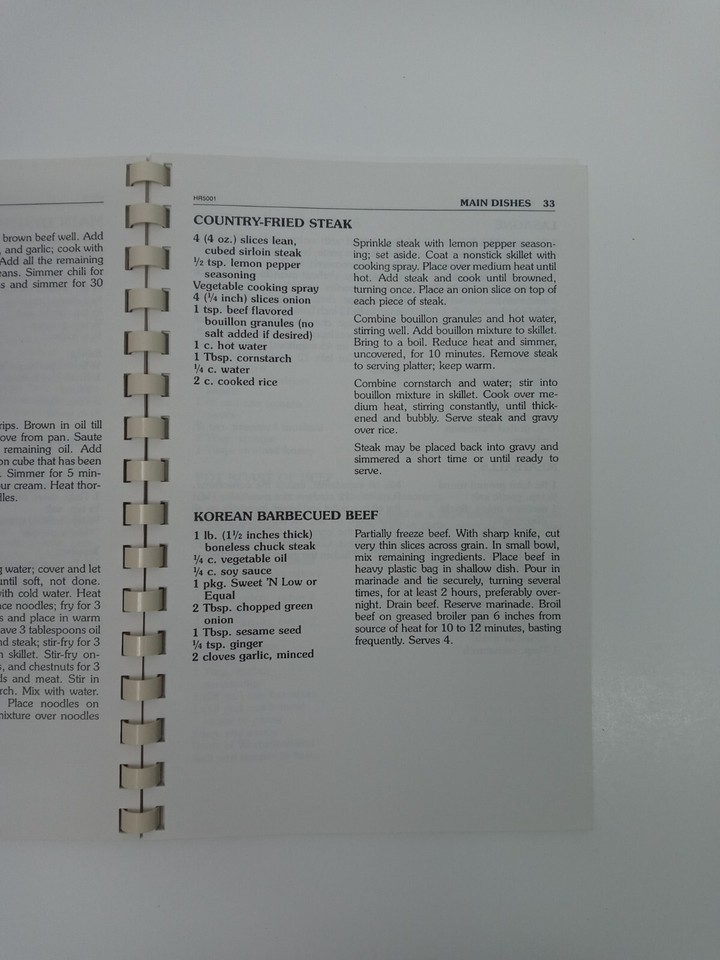 brown beef well. Add
, and garlic; cook with
Add all the remaining
eans. Simmer chili for
s and simmer for 30
rips. Brown in oil till
ove from pan. Saute
remaining oil. Add
on cube that has been
. Simmer for 5 min-
ur cream. Heat thor-
dles.
g water; cover and let
until soft, not done.
with cold water. Heat
ce noodles; fry for 3
s and place in warm
ave 3 tablespoons oil
d steak; stir-fry for 3
n skillet. Stir-fry on-
s, and chestnuts for 3
ds and meat. Stir in
rch. Mix with water.
Place noodles on
mixture over noodles
HR5001
MAIN DISHES 33
COUNTRY-FRIED STEAK
4 (4 oz.) slices lean,
cubed sirloin steak
1/2 tsp. lemon pepper
seasoning
Vegetable cooking spray
4 (1/4 inch) slices onion
1 tsp. beef flavored
bouillon granules (no
salt added if desired)
1 c. hot water
1 Tbsp. cornstarch
1/4 c. water
2 c. cooked rice
Sprinkle steak with lemon pepper season-
ing; set aside. Coat a nonstick skillet with
cooking spray. Place over medium heat until
hot. Add steak and cook until browned,
turning once. Place an onion slice on top of
each piece of steak.
Combine bouillon granules and hot water,
stirring well. Add bouillon mixture to skillet.
Bring to a boil. Reduce heat and simmer,
uncovered, for 10 minutes. Remove steak
to serving platter; keep warm.
Combine cornstarch and water; stir into
bouillon mixture in skillet. Cook over me-
dium heat, stirring constantly, until thick-
ened and bubbly. Serve steak and gravy
over rice.
Steak may be placed back into gravy and
simmered a short time or until ready to
serve.
KOREAN BARBECUED BEEF
1 lb. (1 1/2 inches thick)
boneless chuck steak
1/4 c. vegetable oil
1/4 c. soy sauce
1 pkg. Sweet 'N Low or
Equal
2 Tbsp. chopped green
onion
1 Tbsp. sesame seed
1/4 tsp. ginger
2 cloves garlic, minced
Partially freeze beef. With sharp knife, cut
very thin slices across grain. In small bowl,
mix remaining ingredients. Place beef in
heavy plastic bag in shallow dish. Pour in
marinade and tie securely, turning several
times, for at least 2 hours, preferably over-
night. Drain beef. Reserve marinade. Broil
beef on greased broiler pan 6 inches from
source of heat for 10 to 12 minutes, basting
frequently. Serves 4.